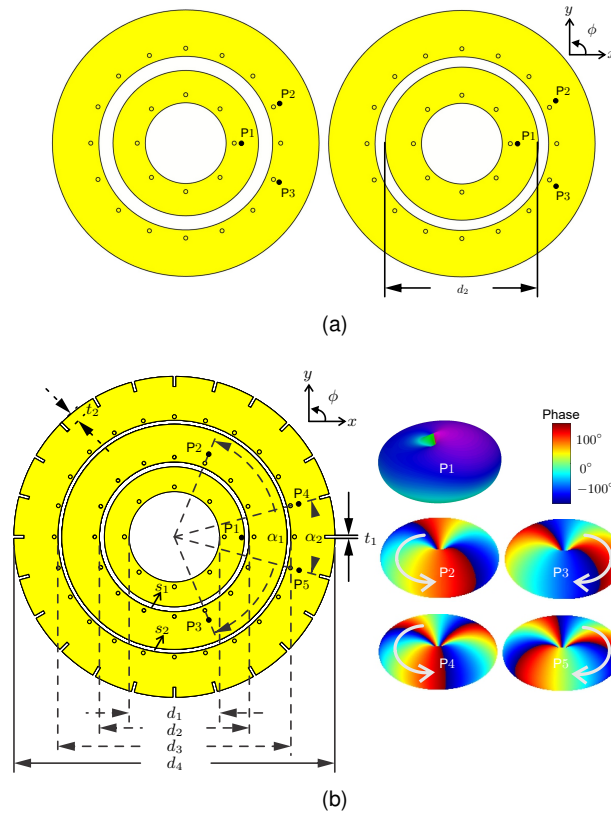 y
ϕ
x
P2
P2
P1
P1
P3
P3
d₂
(a)
y
ϕ
x
t₂
Phase
P2
100°
P1
0°
P4
−100°
P1
α₁ α₂
t₁
P5
P2
P3
s₁
P3
s₂
P4
P5
d₁
d₂
d₃
d₄
(b)